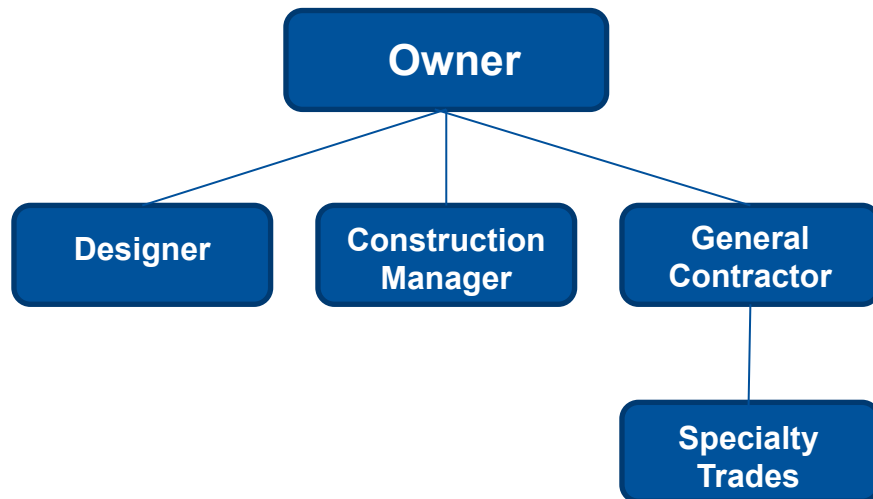 Owner
Designer
Construction
Manager
General
Contractor
Specialty
Trades